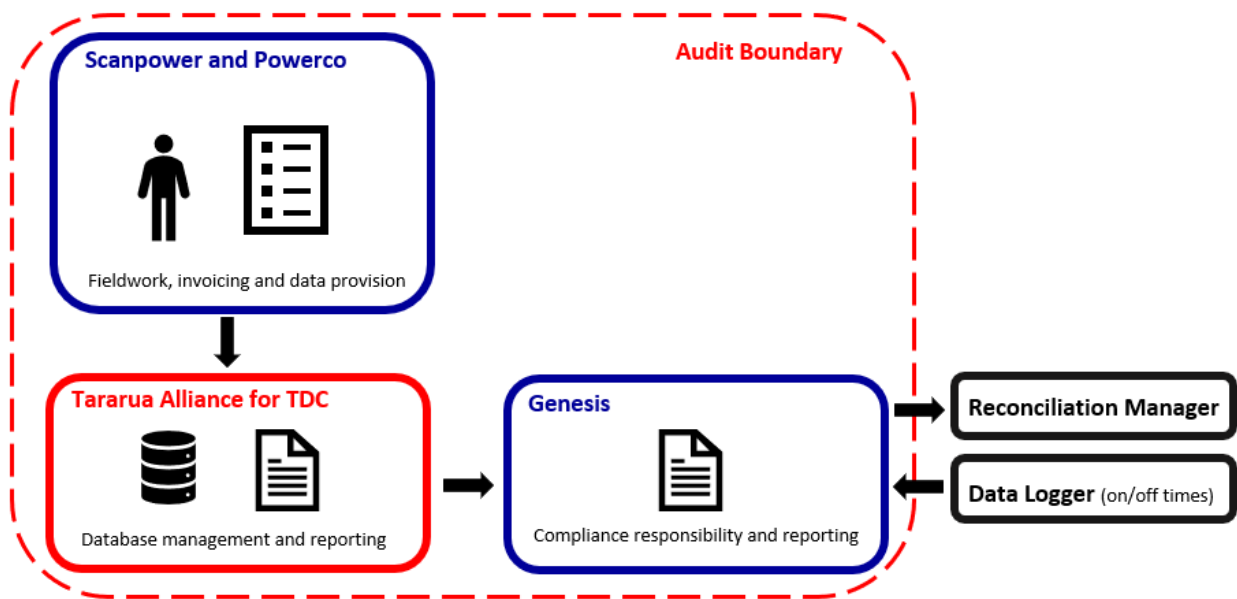 Audit Boundary
Scanpower and Powerco
Fieldwork, invoicing and data provision
Tararua Alliance for TDC
Database management and reporting
Genesis
Compliance responsibility and reporting
Reconciliation Manager
Data Logger (on/off times)